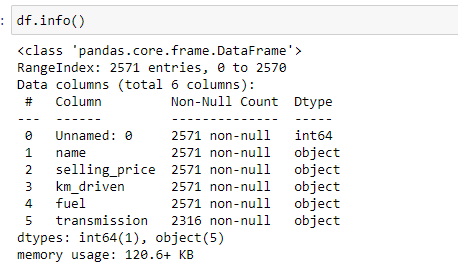 : df.info()
<class 'pandas.core.frame.DataFrame'>
RangeIndex: 2571 entries, 0 to 2570
Data columns (total 6 columns):
 #   Column         Non-Null Count  Dtype
---  ------         --------------  -----
 0   Unnamed: 0     2571 non-null   int64
 1   name           2571 non-null   object
 2   selling_price  2571 non-null   object
 3   km_driven      2571 non-null   object
 4   fuel           2571 non-null   object
 5   transmission   2316 non-null   object
dtypes: int64(1), object(5)
memory usage: 120.6+ KB